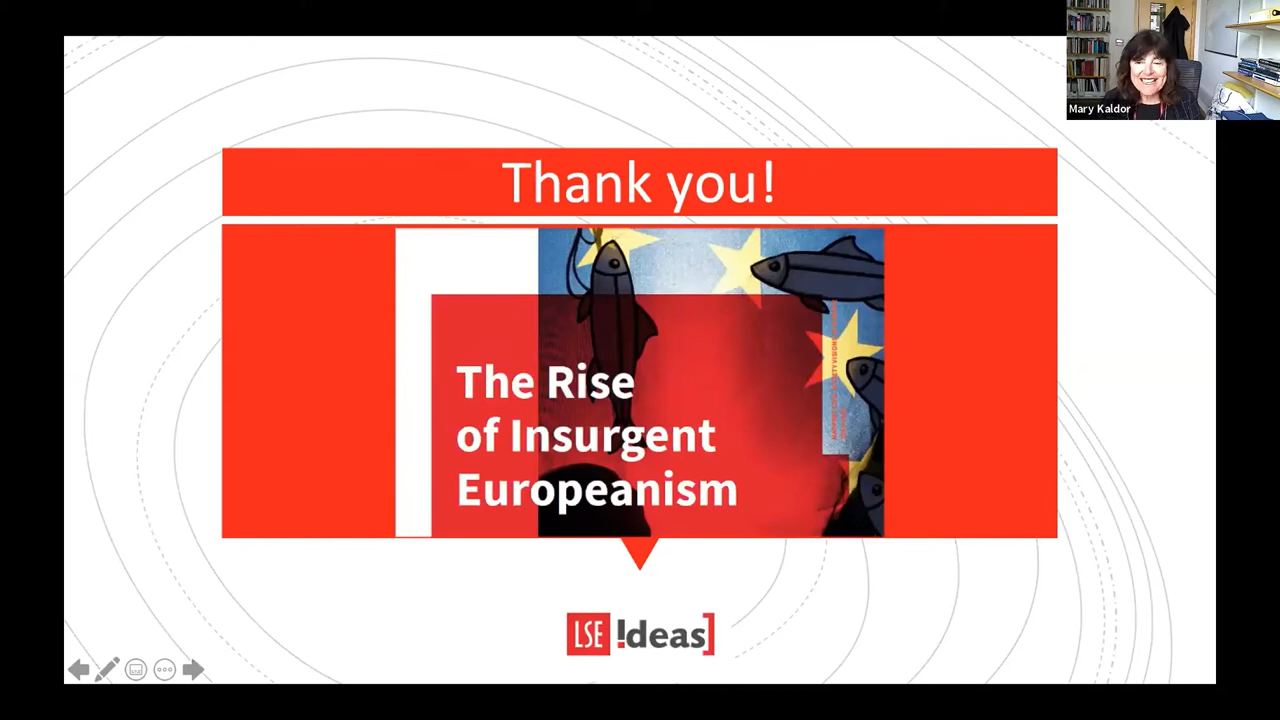 Mary Kaldor
Thank you!
The Rise
of Insurgent
Europeanism
LSE
!deas]